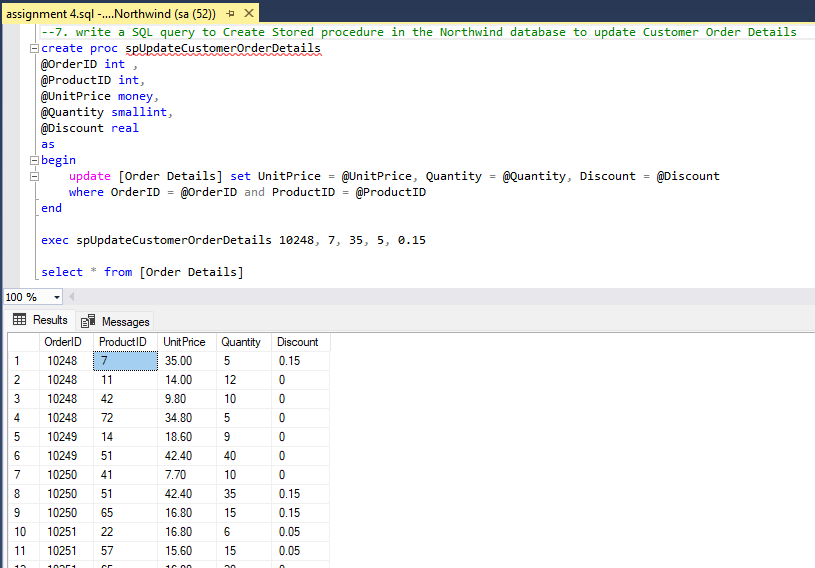 assignment 4.sql -....Northwind (sa (52))
--7. write a SQL query to Create Stored procedure in the Northwind database to update Customer Order Details
create proc spUpdateCustomerOrderDetails
@OrderID int ,
@ProductID int,
@UnitPrice money,
@Quantity smallint,
@Discount real
as
begin
update [Order Details] set UnitPrice = @UnitPrice, Quantity = @Quantity, Discount = @Discount
where OrderID = @OrderID and ProductID = @ProductID
end
exec spUpdateCustomerOrderDetails 10248, 7, 35, 5, 0.15
select * from [Order Details]
100 %
Results Messages
OrderID ProductID UnitPrice Quantity Discount
1 10248 7 35.00 5 0.15
2 10248 11 14.00 12 0
3 10248 42 9.80 10 0
4 10248 72 34.80 5 0
5 10249 14 18.60 9 0
6 10249 51 42.40 40 0
7 10250 41 7.70 10 0
8 10250 51 42.40 35 0.15
9 10250 65 16.80 15 0.15
10 10251 22 16.80 6 0.05
11 10251 57 15.60 15 0.05